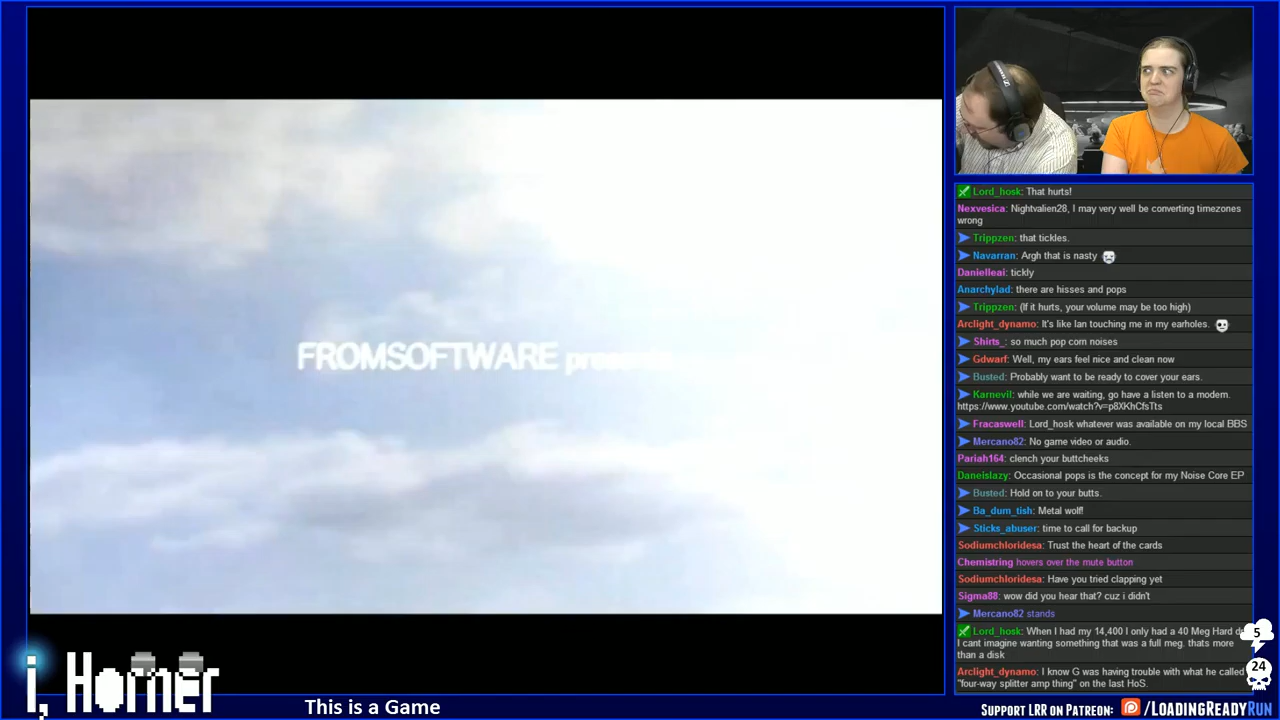 FROMSOFTWARE presents
Lord_hosk: That hurts!
Nexvesica: Nightvalien28, I may very well be converting timezones
wrong
Trippzen: that tickles.
Navarran: Argh that is nasty
Danielleai: tickly
Anarchylad: there are hisses and pops
Trippzen: (If it hurts, your volume may be too high)
Arclight_dynamo: It's like Ian touching me in my earholes.
Shirts_: so much pop corn noises
Gdwarf: Well, my ears feel nice and clean now
Busted: Probably want to be ready to cover your ears.
Karnevil: while we are waiting, go have a listen to a modem.
https://www.youtube.com/watch?v=p8XKhCfsTts
Fracaswell: Lord_hosk whatever was available on my local BBS
Mercano82: No game video or audio.
Pariah164: clench your buttcheeks
Daneislazy: Occasional pops is the concept for my Noise Core EP
Busted: Hold on to your butts.
Ba_dum_tish: Metal wolf!
Sticks_abuser: time to call for backup
Sodiumchloridesa: Trust the heart of the cards
Chemistring hovers over the mute button
Sodiumchloridesa: Have you tried clapping yet
Sigma88: wow did you hear that? cuz i didn't
Mercano82 stands
Lord_hosk: When I had my 14,400 I only had a 40 Meg Hard
I cant imagine wanting something that was a full meg. thats more
than a disk
Arclight_dynamo: I know G was having trouble with what he called
"four-way splitter amp thing" on the last HoS.
5
24
i, Horner
This is a Game
SUPPORT LRR ON PATREON: /LOADINGREADYRUN